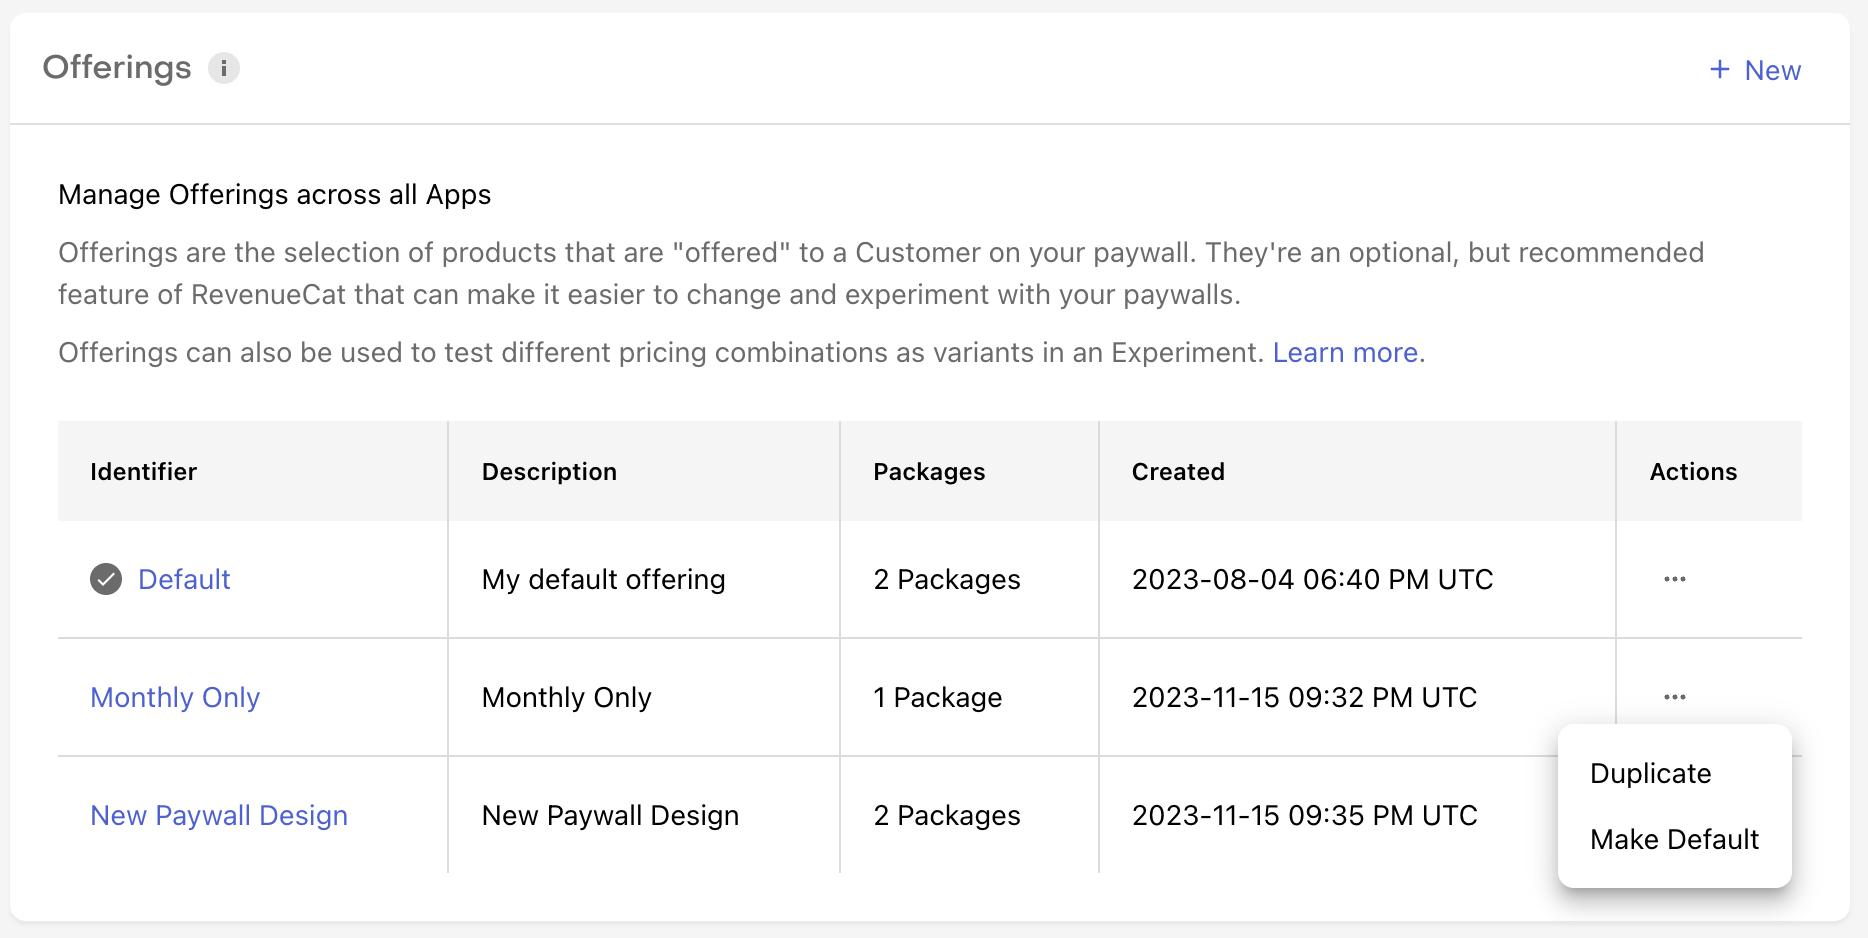 Offerings i
+ New
Manage Offerings across all Apps
Offerings are the selection of products that are "offered" to a Customer on your paywall. They're an optional, but recommended
feature of RevenueCat that can make it easier to change and experiment with your paywalls.
Offerings can also be used to test different pricing combinations as variants in an Experiment. Learn more.
Identifier Description Packages Created Actions
Default My default offering 2 Packages 2023-08-04 06:40 PM UTC ···
Monthly Only Monthly Only 1 Package 2023-11-15 09:32 PM UTC ···
New Paywall Design New Paywall Design 2 Packages 2023-11-15 09:35 PM UTC
Duplicate
Make Default